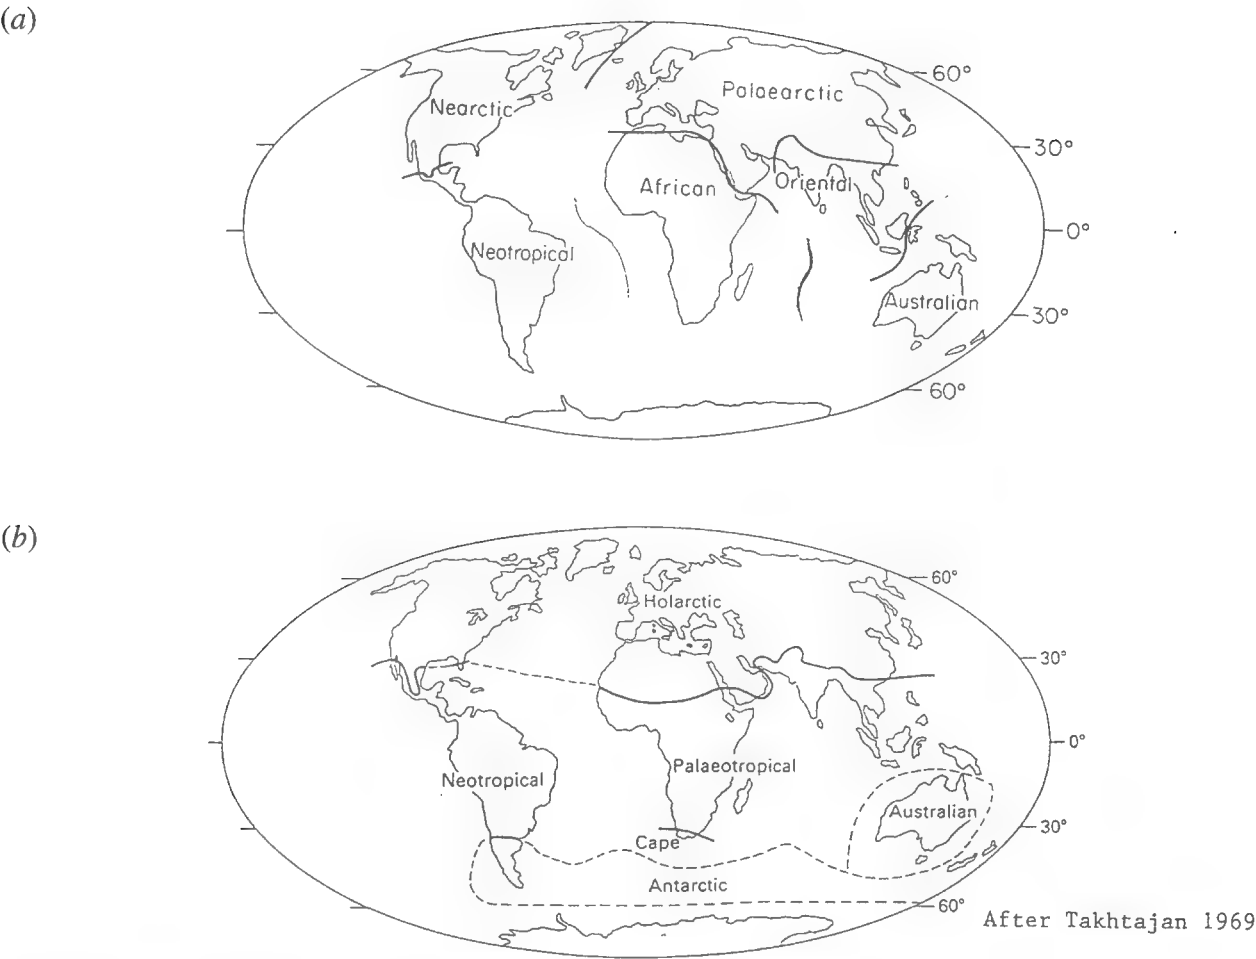 (a)
60°
Palaearctic
Nearctic
30°
African
Oriental
0°
Neotropical
Australian
30°
60°
(b)
60°
Holarctic
30°
0°
Palaeotropical
Neotropical
Australian
30°
Cape
Antarctic
60°
After Takhtajan 1969